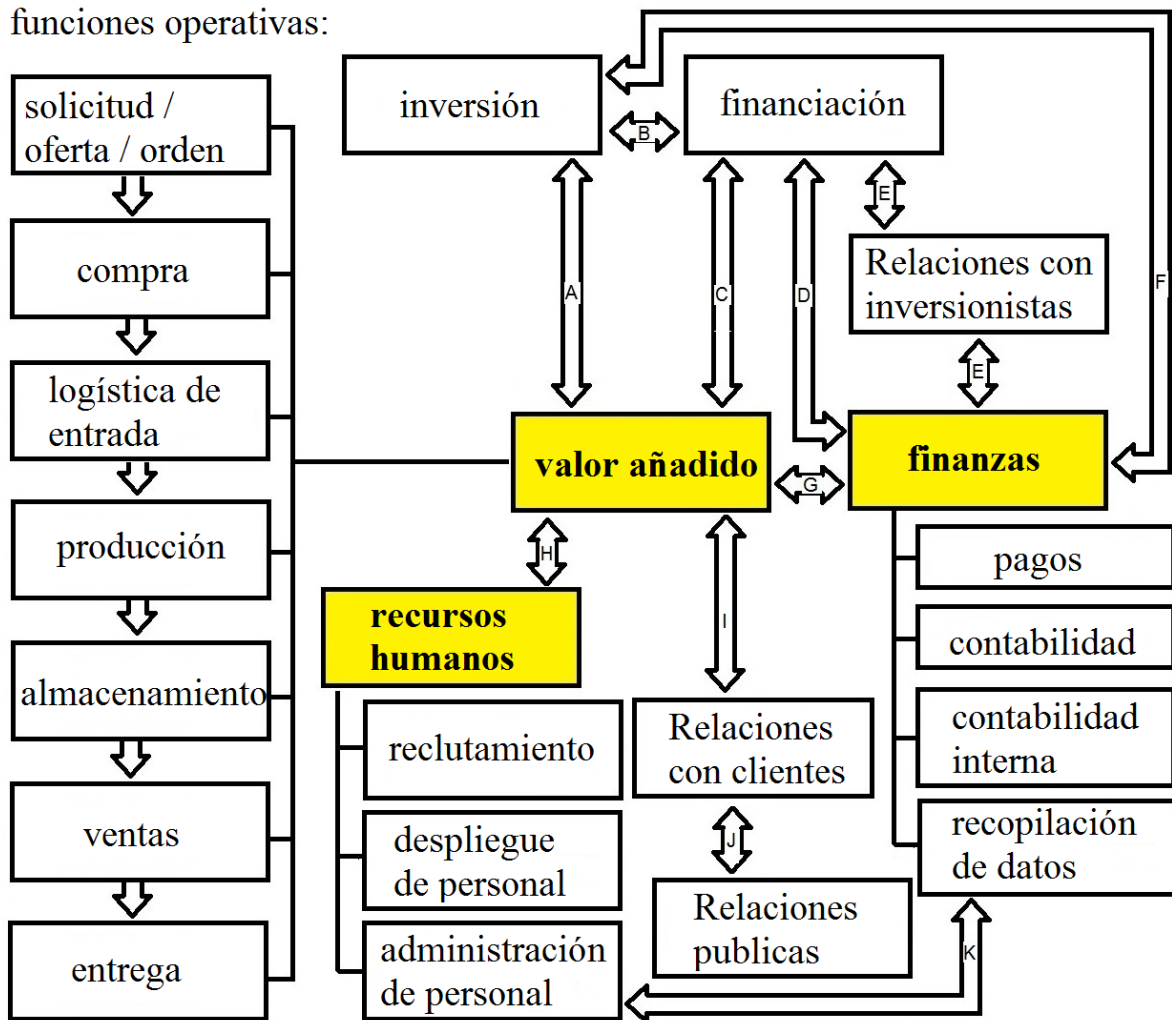 funciones operativas:
solicitud /
oferta / orden
compra
logística de
entrada
producción
almacenamiento
ventas
entrega
inversión
financiación
B
E
Relaciones con
inversionistas
A
C
D
F
E
valor añadido
finanzas
G
H
I
recursos
humanos
reclutamiento
despliegue
de personal
administración
de personal
Relaciones
con clientes
J
Relaciones
publicas
pagos
contabilidad
contabilidad
interna
recopilación
de datos
K